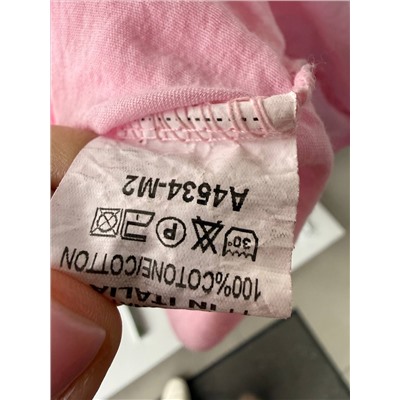 IN ITALIA
100%COTONE/COTTON
30°
P
A4534-M2